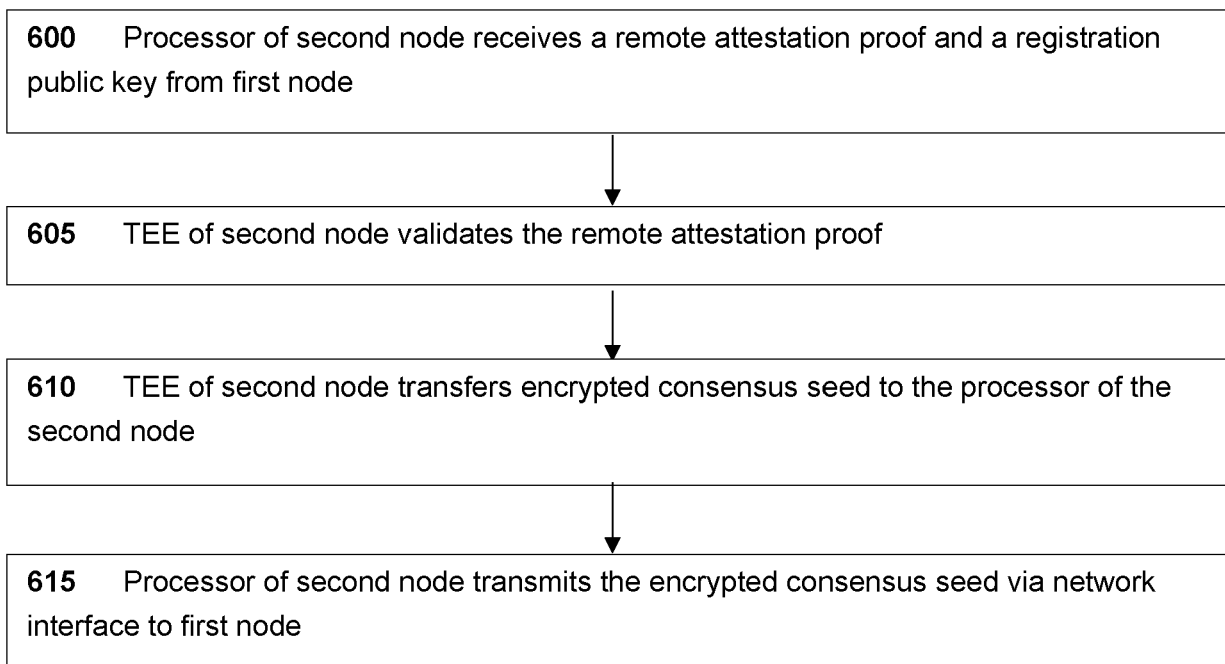 600 Processor of second node receives a remote attestation proof and a registration
public key from first node
605 TEE of second node validates the remote attestation proof
610 TEE of second node transfers encrypted consensus seed to the processor of the
second node
615 Processor of second node transmits the encrypted consensus seed via network
interface to first node